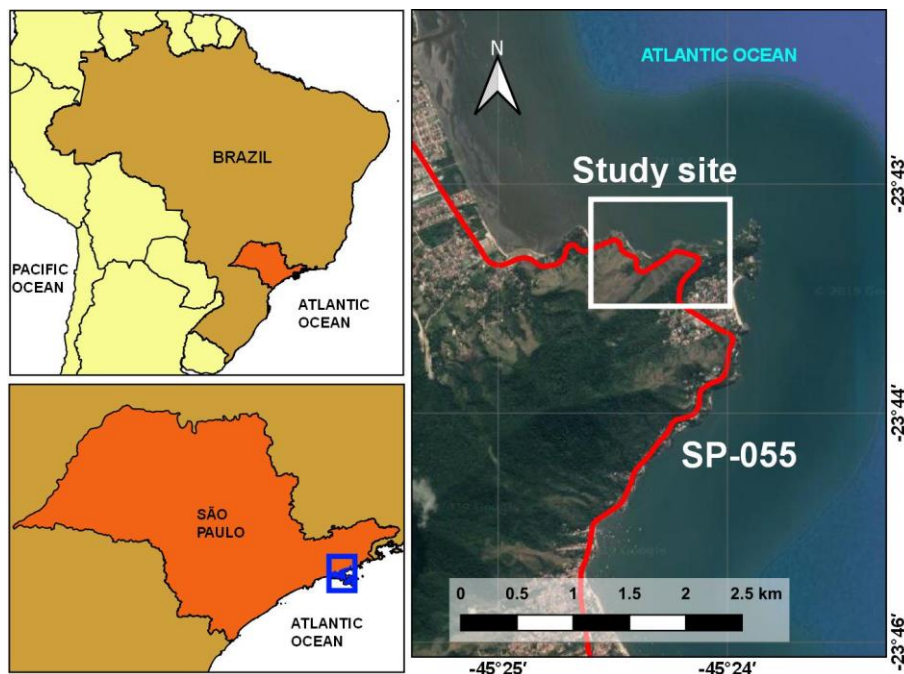 BRAZIL
PACIFIC
OCEAN
ATLANTIC
OCEAN
SÃO
PAULO
ATLANTIC
OCEAN
N
ATLANTIC OCEAN
Study site
SP-055
0 0.5 1 1.5 2 2.5 km
-23°43′
-23°44′
-23°46′
-45°25′
-45°24′